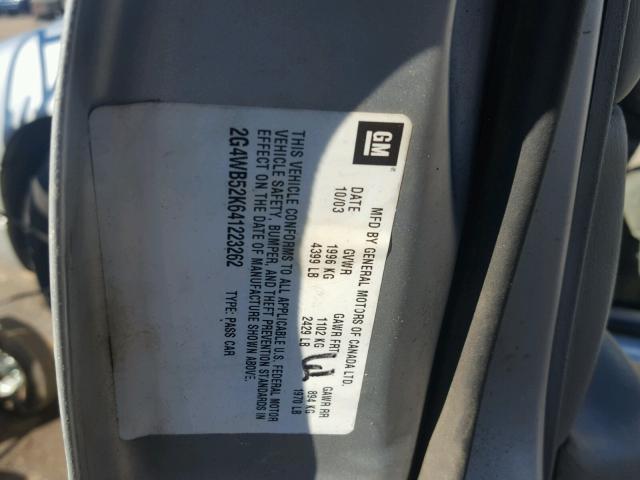 GM
MFD BY GENERAL MOTORS OF CANADA LTD.
DATE GVWR GAWR FRT GAWR RR
10/03 1996 KG 1102 KG 894 KG
4399 LB 2429 LB 1970 LB
THIS VEHICLE CONFORMS TO ALL APPLICABLE U.S. FEDERAL MOTOR
VEHICLE SAFETY, BUMPER, AND THEFT PREVENTION STANDARDS IN
EFFECT ON THE DATE OF MANUFACTURE SHOWN ABOVE.
2G4WB52K641223262 TYPE: PASS CAR